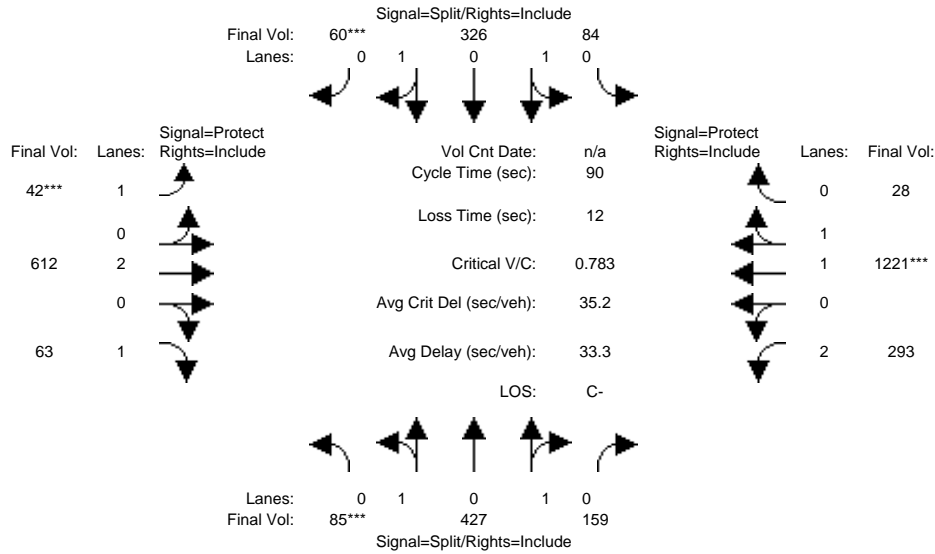 Signal=Split/Rights=Include
Final Vol: 60*** 326 84
Lanes: 0 1 0 1 0
Signal=Protect Signal=Protect
Final Vol: Lanes: Rights=Include Vol Cnt Date: n/a Rights=Include Lanes: Final Vol:
Cycle Time (sec): 90
42*** 1 0 28
Loss Time (sec): 12
0 1
612 2 Critical V/C: 0.783 1 1221***
0 Avg Crit Del (sec/veh): 35.2 0
63 1 Avg Delay (sec/veh): 33.3 2 293
LOS: C-
Lanes: 0 1 0 1 0
Final Vol: 85*** 427 159
Signal=Split/Rights=Include